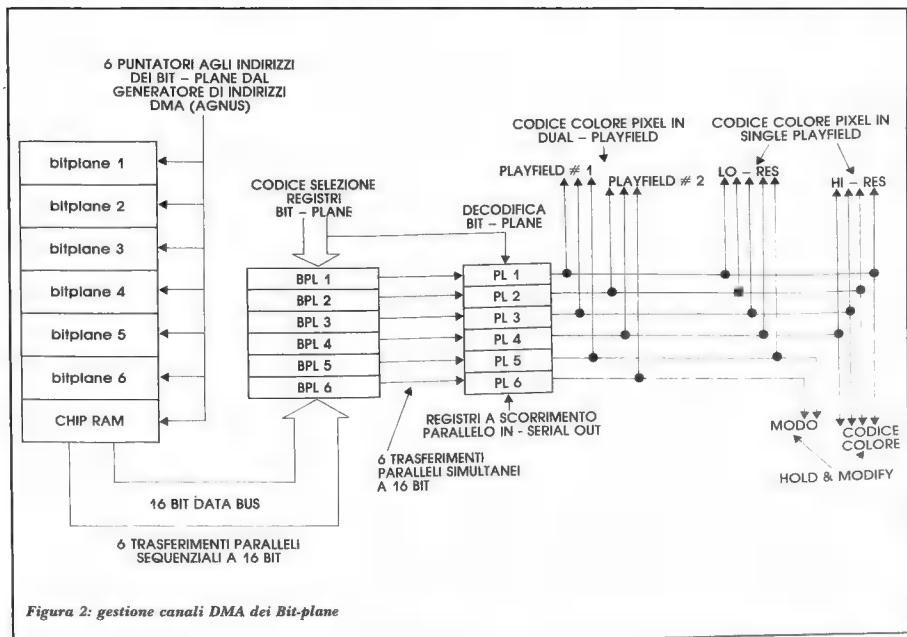 6 PUNTATORI AGLI INDIRIZZI
DEI BIT – PLANE DAL
GENERATORE DI INDIRIZZI
DMA (AGNUS)
bitplane 1
bitplane 2
bitplane 3
bitplane 4
bitplane 5
bitplane 6
CHIP RAM
16 BIT DATA BUS
6 TRASFERIMENTI PARALLELI
SEQUENZIALI A 16 BIT
CODICE SELEZIONE
REGISTRI
BIT – PLANE
BPL 1
BPL 2
BPL 3
BPL 4
BPL 5
BPL 6
6 TRASFERIMENTI
PARALLELI SIMULTANEI
A 16 BIT
DECODIFICA
BIT – PLANE
PL 1
PL 2
PL 3
PL 4
PL 5
PL 6
REGISTRI A SCORRIMENTO
PARALLELO IN - SERIAL OUT
CODICE COLORE PIXEL IN
DUAL – PLAYFIELD
PLAYFIELD # 1
PLAYFIELD # 2
CODICE COLORE PIXEL IN
SINGLE PLAYFIELD
LO – RES
HI – RES
MODO
CODICE
COLORE
HOLD & MODIFY
Figura 2: gestione canali DMA dei Bit-plane